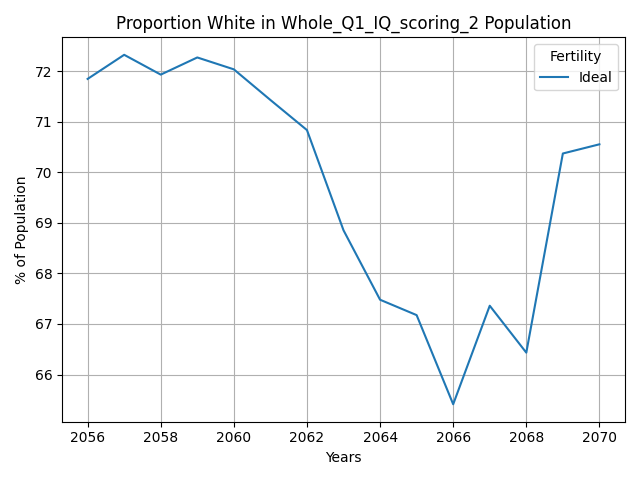 Proportion White in Whole_Q1_IQ_scoring_2 Population
Fertility
Ideal
72
71
70
69
68
67
66
% of Population
2056 2058 2060 2062 2064 2066 2068 2070
Years